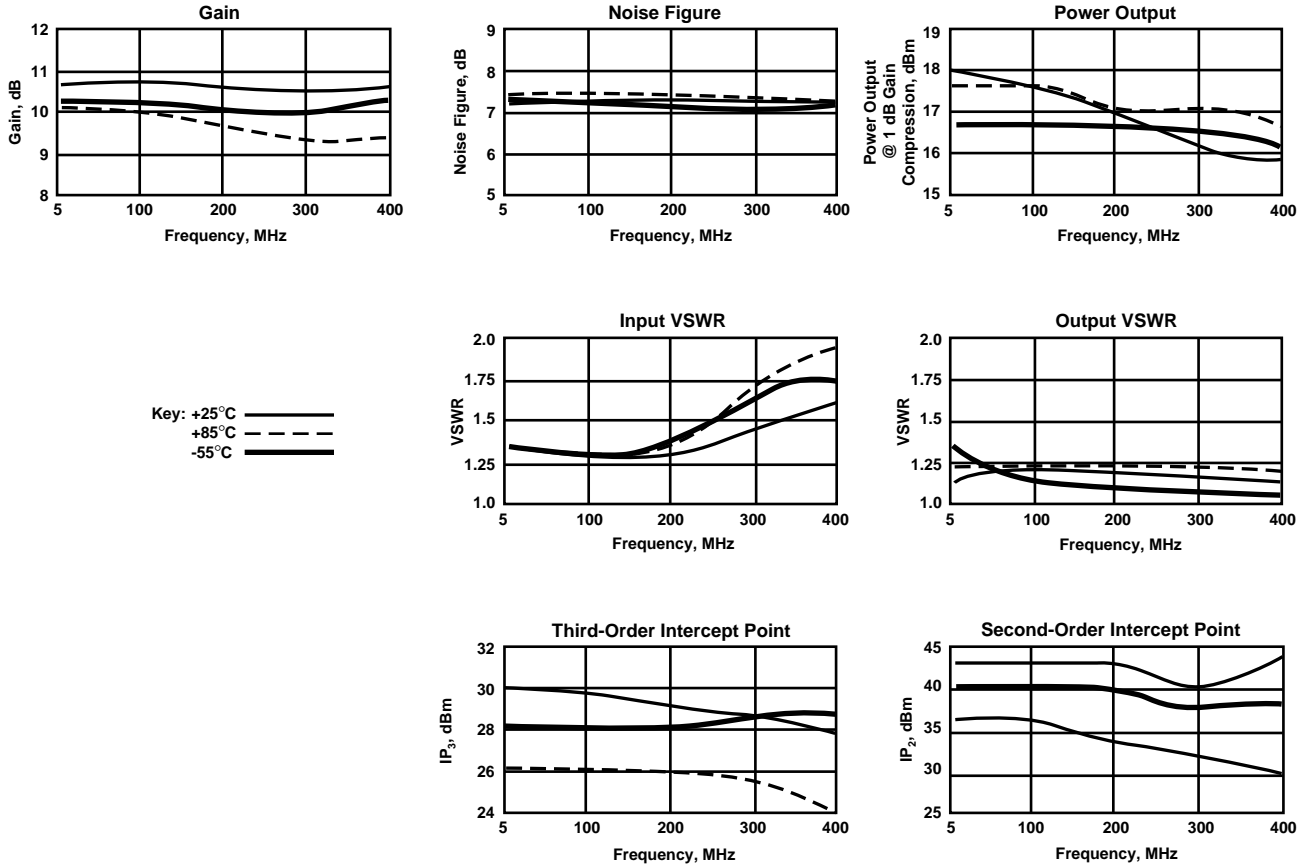 Gain
Gain, dB
12
11
10
9
8
5 100 200 300 400
Frequency, MHz
Noise Figure
Noise Figure, dB
9
8
7
6
5
5 100 200 300 400
Frequency, MHz
Power Output
Power Output
@ 1 dB Gain
Compression, dBm
19
18
17
16
15
5 100 200 300 400
Frequency, MHz
Key: +25°C
+85°C
-55°C
Input VSWR
VSWR
2.0
1.75
1.5
1.25
1.0
5 100 200 300 400
Frequency, MHz
Output VSWR
VSWR
2.0
1.75
1.5
1.25
1.0
5 100 200 300 400
Frequency, MHz
Third-Order Intercept Point
IP3, dBm
32
30
28
26
24
5 100 200 300 400
Frequency, MHz
Second-Order Intercept Point
IP2, dBm
45
40
35
30
25
5 100 200 300 400
Frequency, MHz